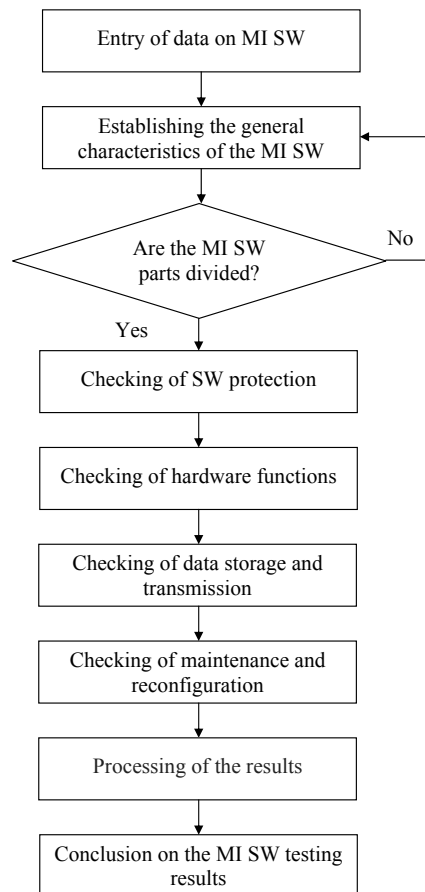 Entry of data on MI SW
Establishing the general
characteristics of the MI SW
Are the MI SW
parts divided?
No
Yes
Checking of SW protection
Checking of hardware functions
Checking of data storage and
transmission
Checking of maintenance and
reconfiguration
Processing of the results
Conclusion on the MI SW testing
results